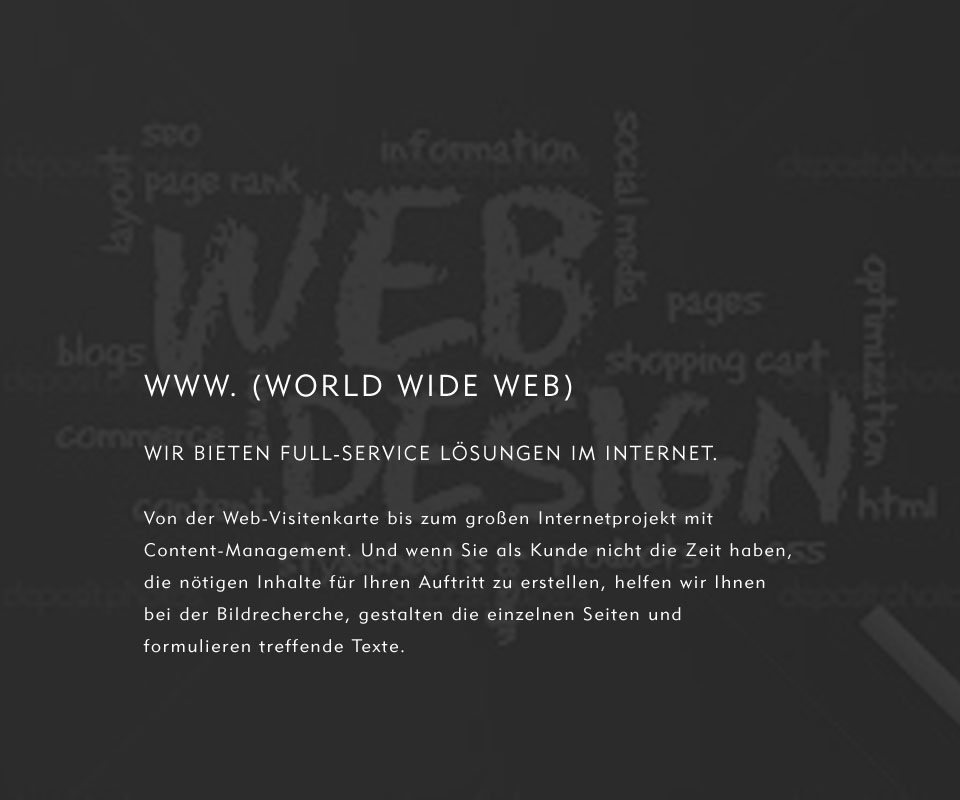 seo
information
social media
layout
page rank
WEB
optimization
pages
blogs
shopping cart
WWW. (WORLD WIDE WEB)
DESIGN
commerce
WIR BIETEN FULL-SERVICE LÖSUNGEN IM INTERNET.
content
html
Von der Web-Visitenkarte bis zum großen Internetprojekt mit
Content-Management. Und wenn Sie als Kunde nicht die Zeit haben,
css
die nötigen Inhalte für Ihren Auftritt zu erstellen, helfen wir Ihnen
bei der Bildrecherche, gestalten die einzelnen Seiten und
formulieren treffende Texte.